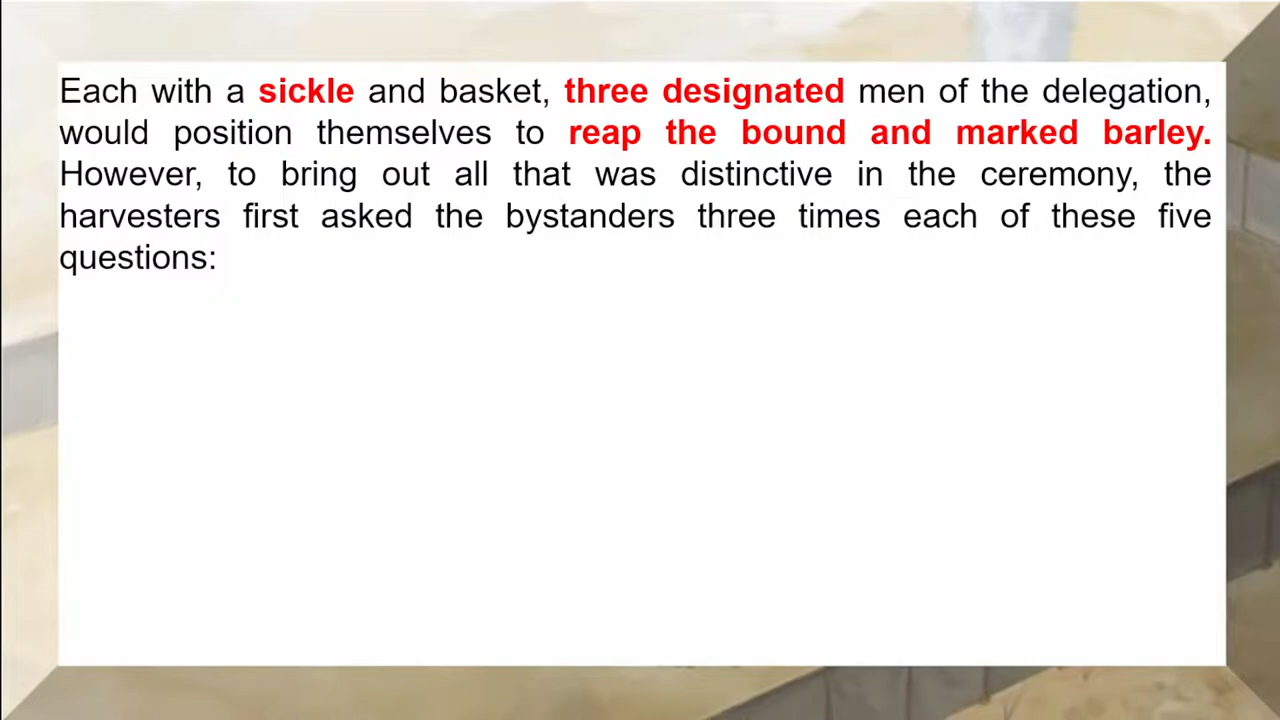 Each with a sickle and basket, three designated men of the delegation,
would position themselves to reap the bound and marked barley.
However, to bring out all that was distinctive in the ceremony, the
harvesters first asked the bystanders three times each of these five
questions: